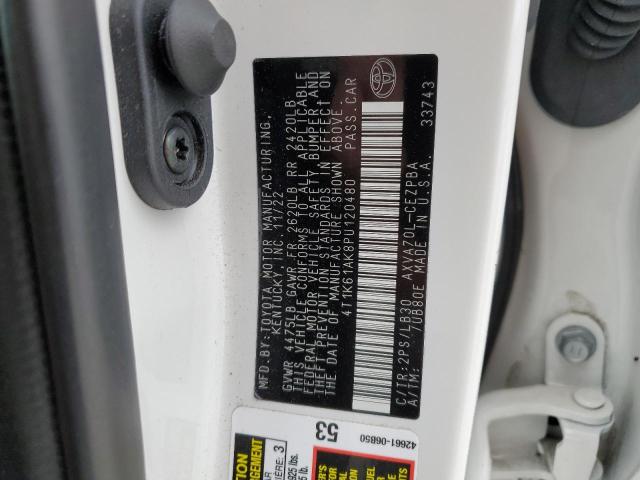 MFD.BY:TOYOTA MOTOR MANUFACTURING,
KENTUCKY, INC. 11/22
GVWR 4475LB GAWR FR 2620LB RR 2420LB
THIS VEHICLE CONFORMS TO ALL APPLICABLE
FEDERAL MOTOR VEHICLE SAFETY, BUMPER AND
THEFT PREVENTION STANDARDS IN EFFECT ON
THE DATE OF MANUFACTURE SHOWN ABOVE.
4T1K61AK8PU120480 PASS.CAR
C/TR:2PS/LB30 AXVA70L-CEZPBA
A/TM: 7UB80E MADE IN U.S.A. 33743
53
42661-06B50